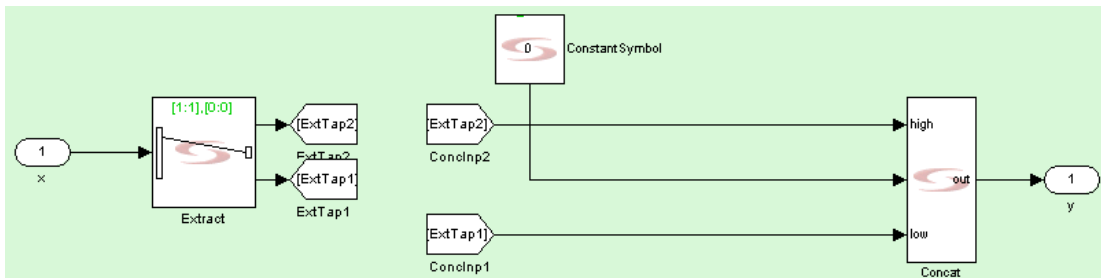 0
ConstantSymbol
[1:1],[0:0]
[ExtTap2]
ExtTap2
[ExtTap2]
ConcInp2
high
1
x
[ExtTap1]
ExtTap1
Extract
out
1
y
[ExtTap1]
ConcInp1
low
Concat